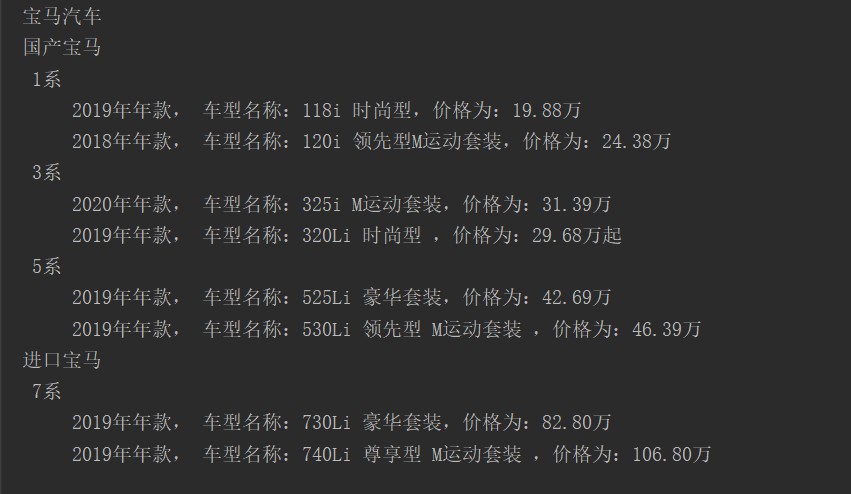 宝马汽车
国产宝马
1系
2019年年款， 车型名称：118i 时尚型，价格为：19.88万
2018年年款， 车型名称：120i 领先型M运动套装，价格为：24.38万
3系
2020年年款， 车型名称：325i M运动套装，价格为：31.39万
2019年年款， 车型名称：320Li 时尚型 ，价格为：29.68万起
5系
2019年年款， 车型名称：525Li 豪华套装，价格为：42.69万
2019年年款， 车型名称：530Li 领先型 M运动套装 ，价格为：46.39万
进口宝马
7系
2019年年款， 车型名称：730Li 豪华套装，价格为：82.80万
2019年年款， 车型名称：740Li 尊享型 M运动套装 ，价格为：106.80万